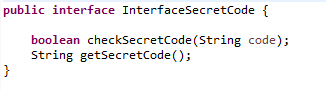 public interface InterfaceSecretCode {
boolean checkSecretCode(String code);
String getSecretCode();
}